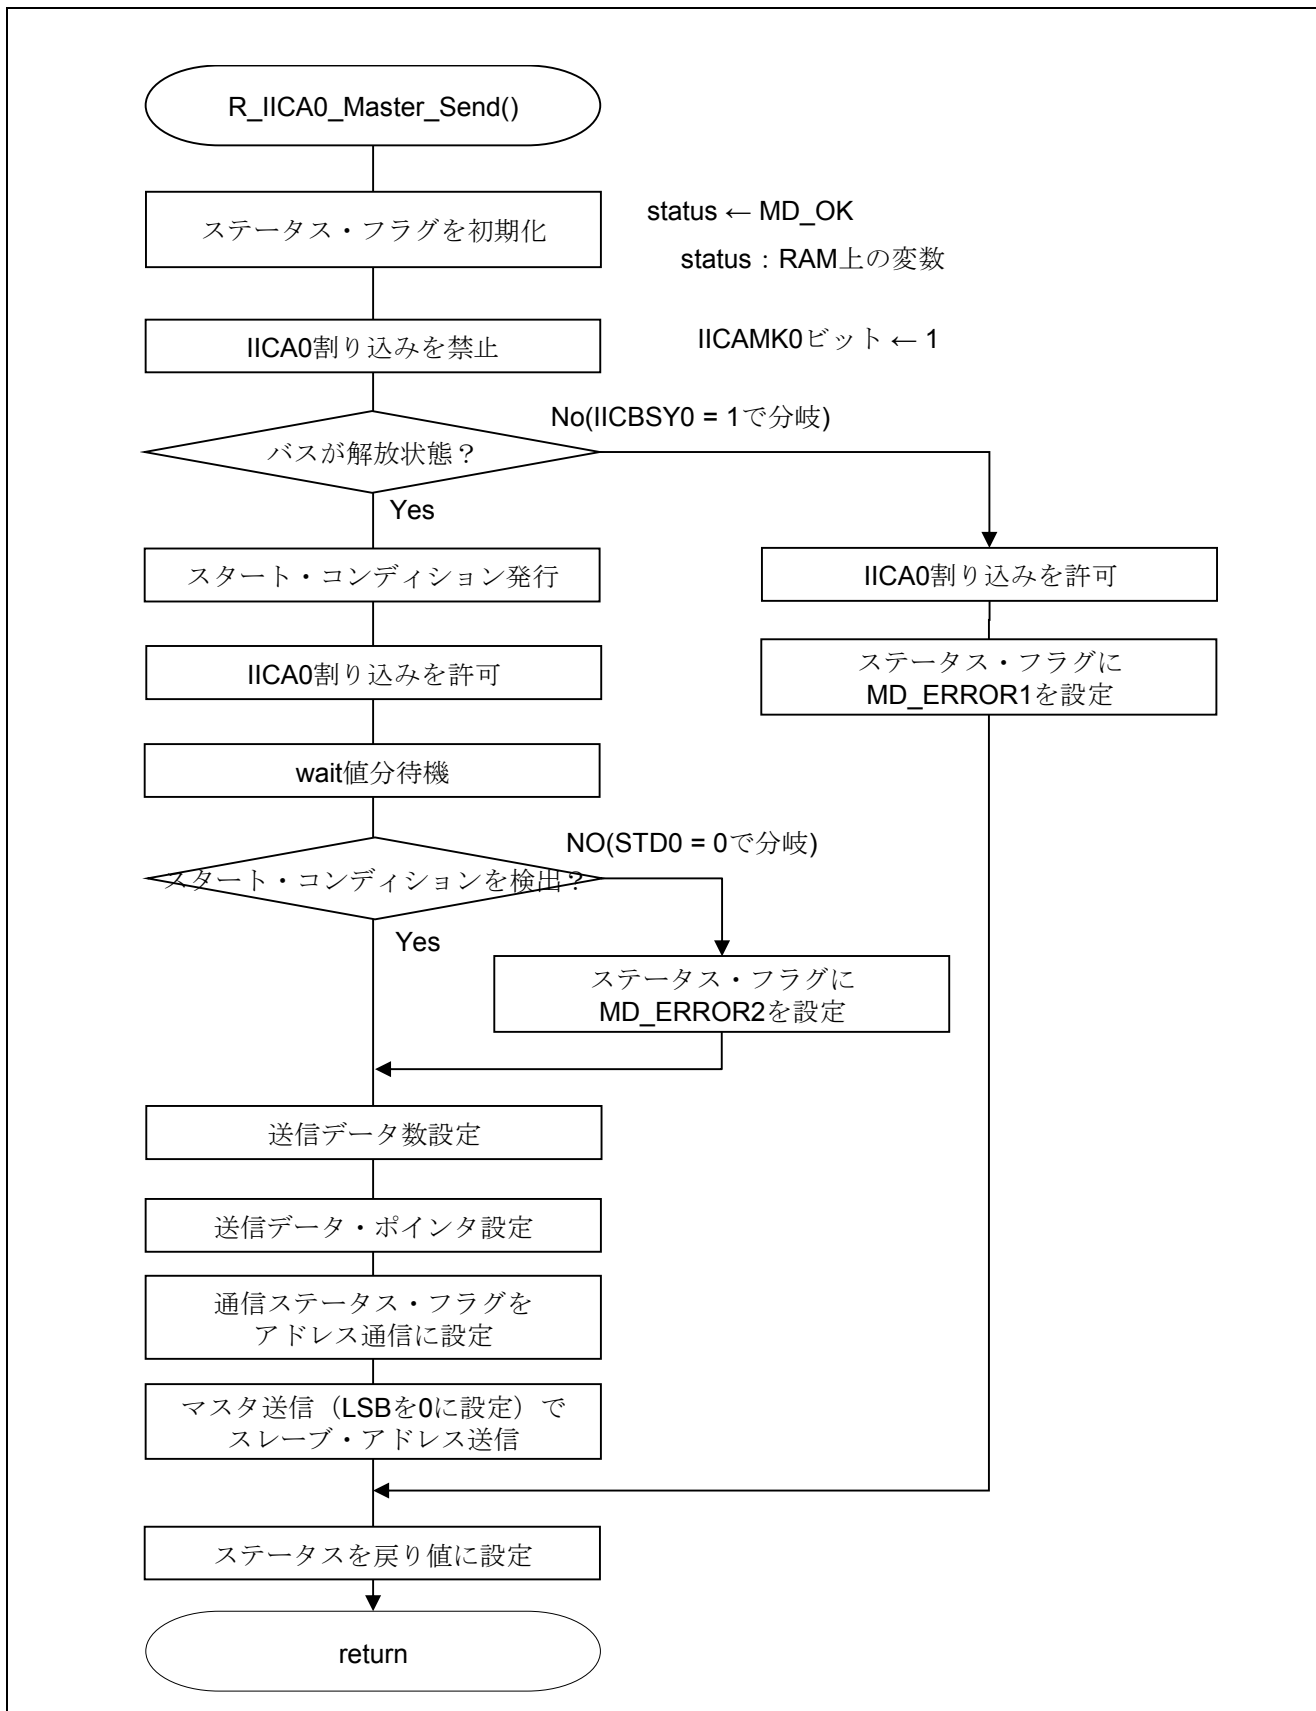 R_IICA0_Master_Send()
ステータス・フラグを初期化
status ← MD_OK
status：RAM上の変数
IICA0割り込みを禁止
IICAMK0ビット ← 1
No(IICBSY0 = 1で分岐)
バスが解放状態？
Yes
スタート・コンディション発行
IICA0割り込みを許可
IICA0割り込みを許可
ステータス・フラグに
MD_ERROR1を設定
wait値分待機
NO(STD0 = 0で分岐)
スタート・コンディションを検出？
Yes
ステータス・フラグに
MD_ERROR2を設定
送信データ数設定
送信データ・ポインタ設定
通信ステータス・フラグを
アドレス通信に設定
マスタ送信（LSBを0に設定）で
スレーブ・アドレス送信
ステータスを戻り値に設定
return